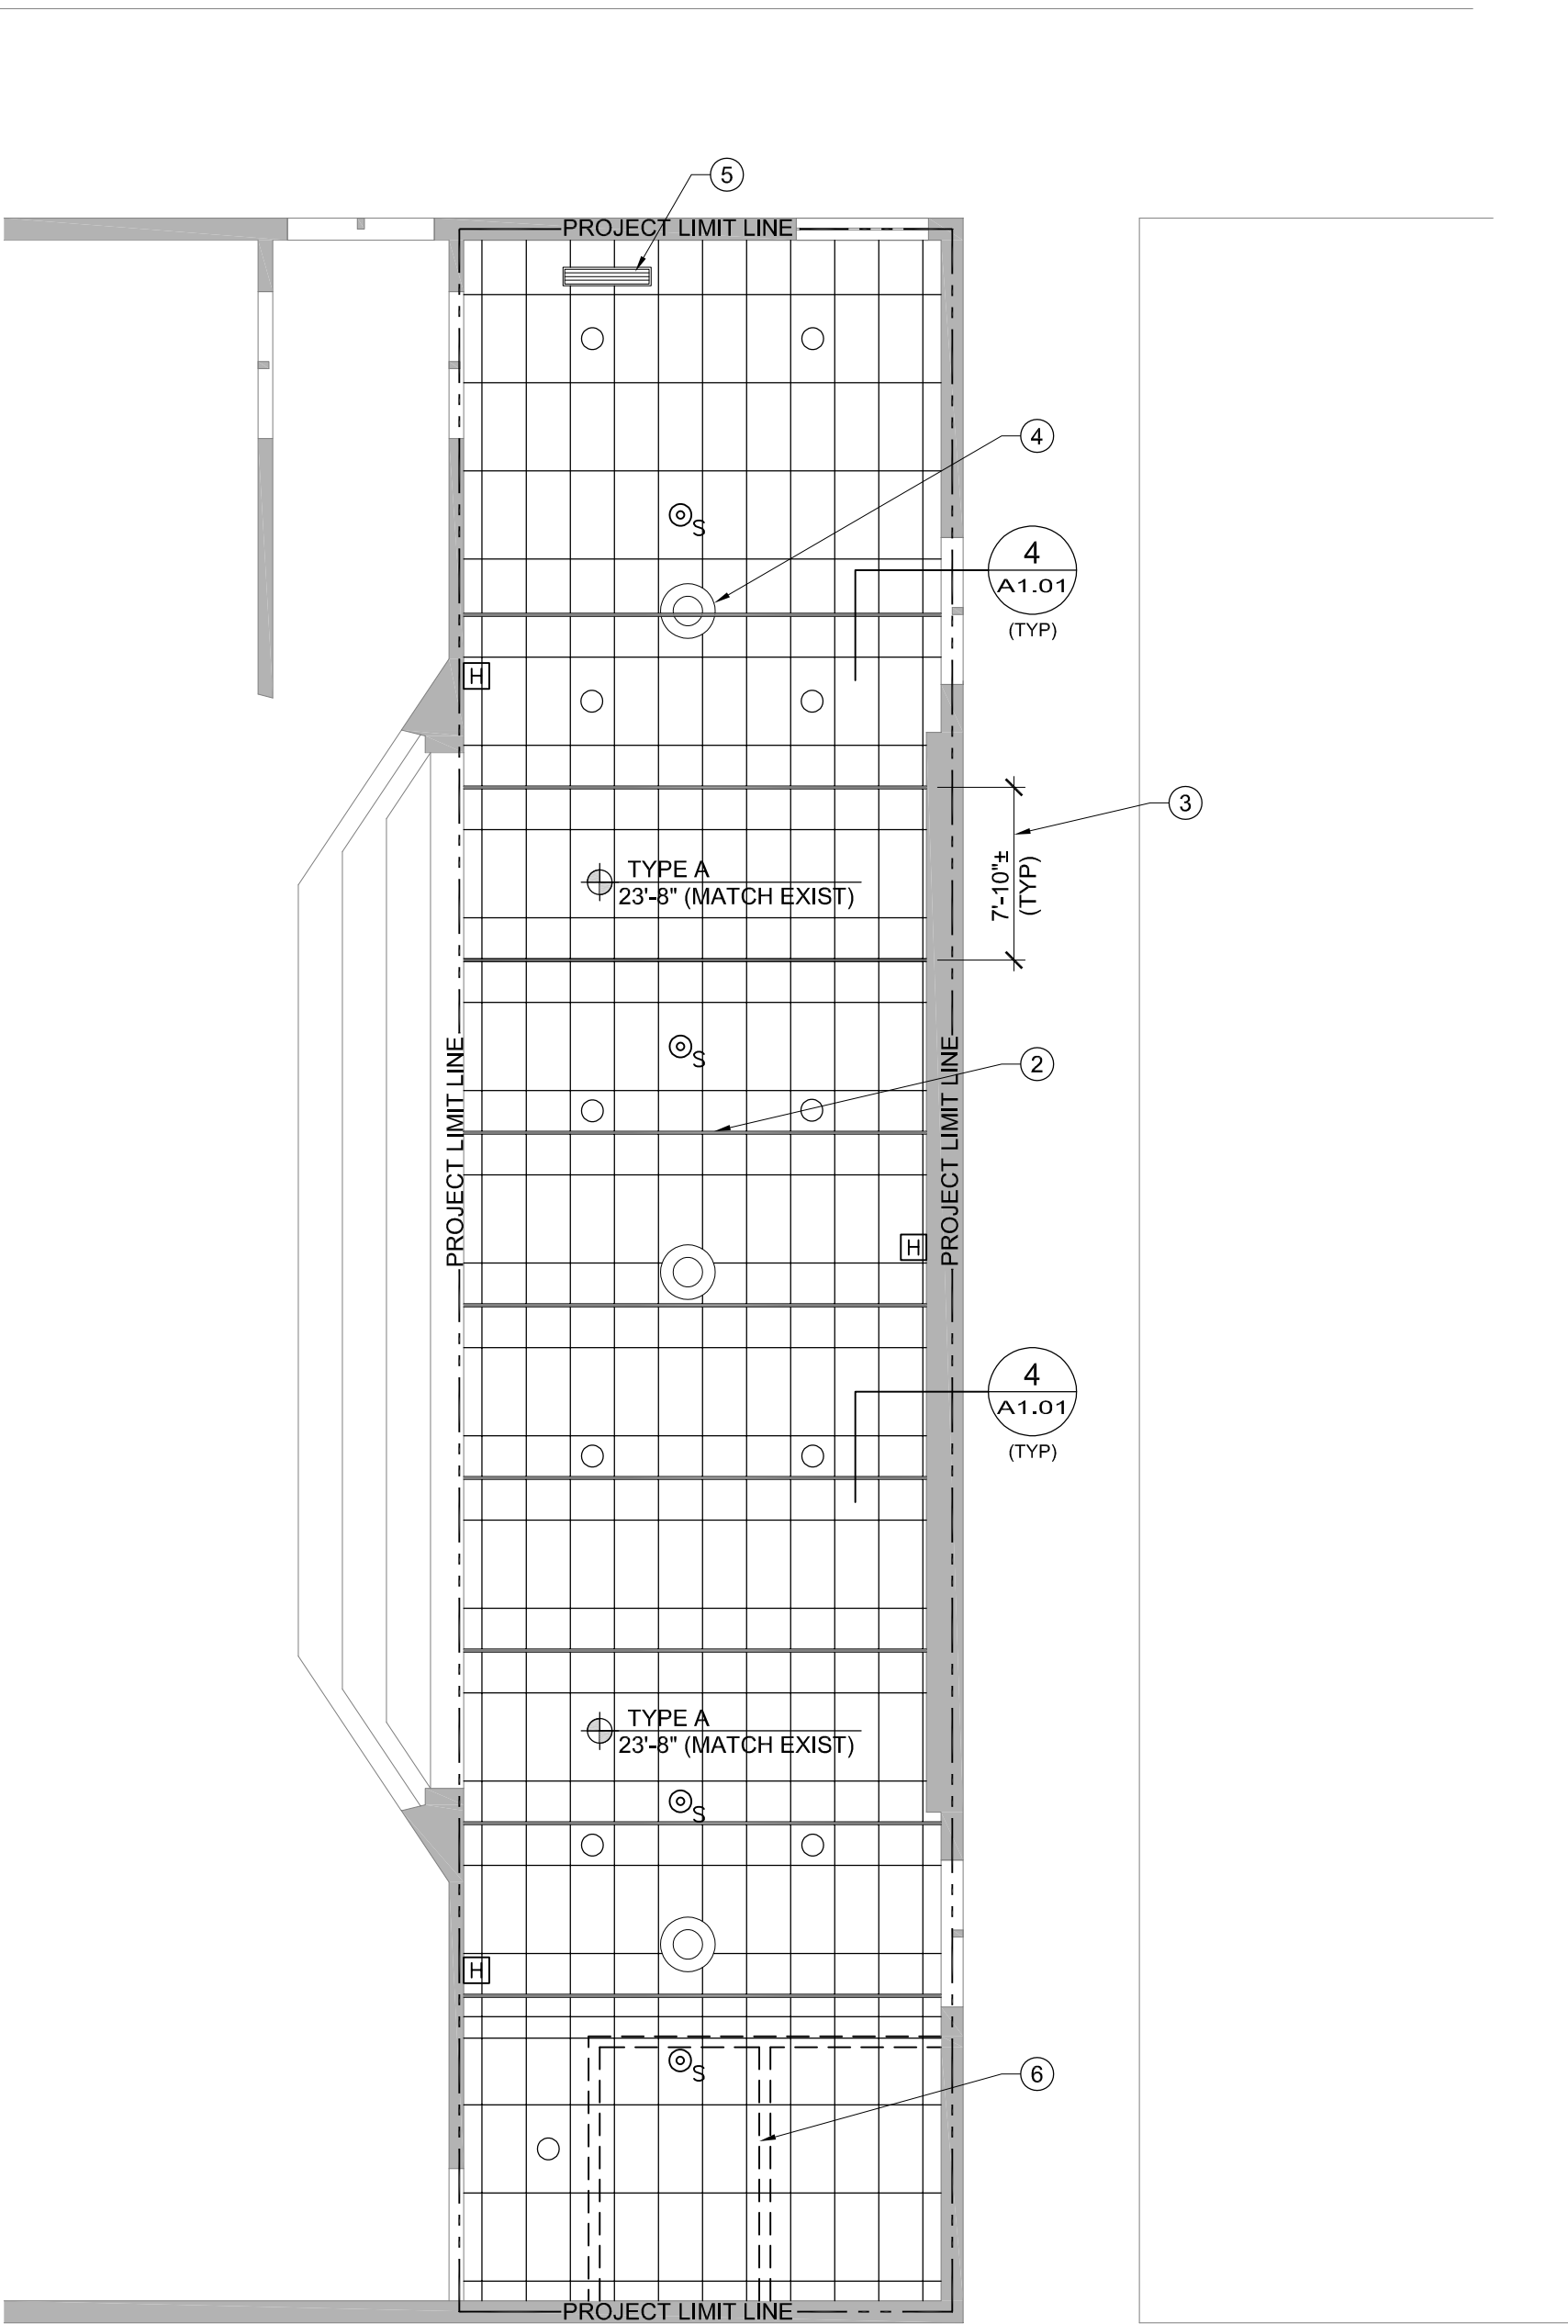 5
PROJECT LIMIT LINE
4
S
4
A1.01
(TYP)
H
3
7'-10"±
(TYP)
TYPE A
23'-8" (MATCH EXIST)
S
2
PROJECT LIMIT LINE
PROJECT LIMIT LINE
H
4
A1.01
(TYP)
TYPE A
23'-8" (MATCH EXIST)
S
H
S
6
PROJECT LIMIT LINE